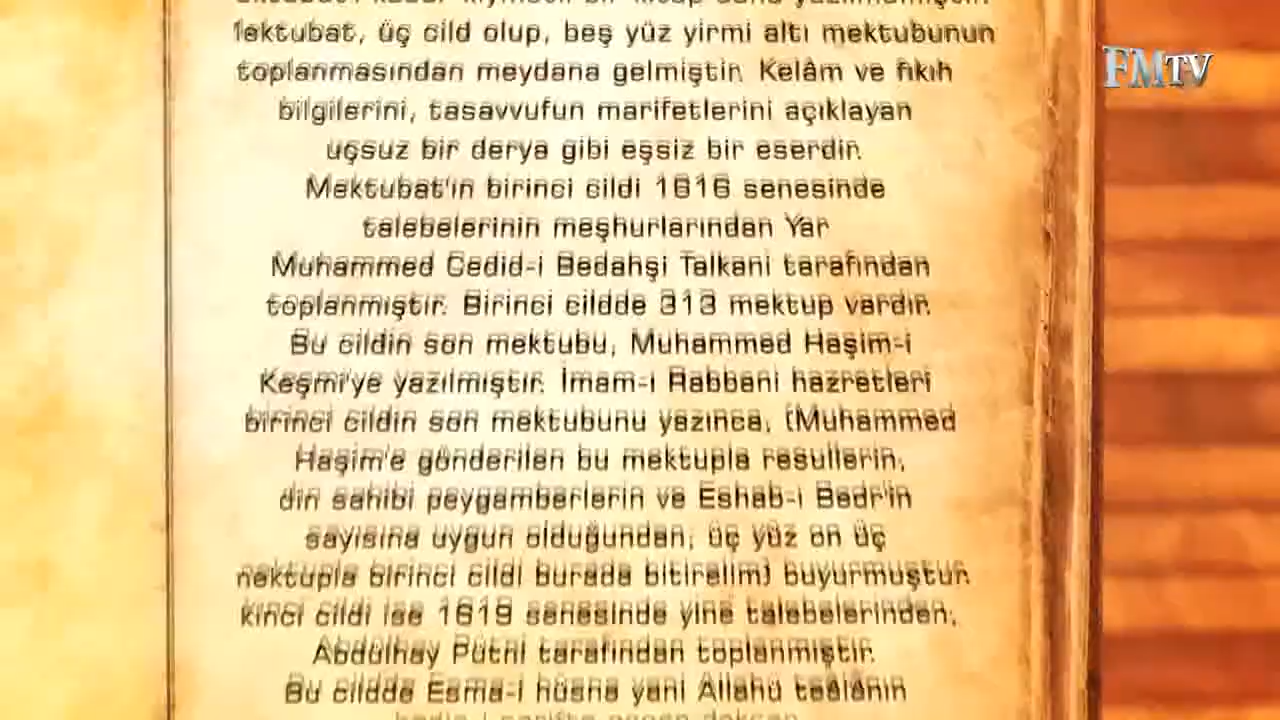 lektubat, üç cild olup, beş yüz yirmi altı mektubunun
toplanmasından meydana gelmiştir. Kelâm ve fıkıh
bilgilerini, tasavvufun marifetlerini açıklayan
uçsuz bir derya gibi eşsiz bir eserdir.
Mektubat'ın birinci cildi 1616 senesinde
talebelerinin meşhurlarından Yar
Muhammed Cedid-i Bedahşi Talkani tarafından
toplanmıştır. Birinci cildde 313 mektup vardır.
Bu cildin son mektubu, Muhammed Haşim-i
Keşmi'ye yazılmıştır. İmam-ı Rabbani hazretleri
birinci cildin son mektubunu yazınca, (Muhammed
Haşim'e gönderilen bu mektupla resullerin,
din sahibi peygamberlerin ve Eshab-ı Bedr'in
sayısına uygun olduğundan, üç yüz on üç
nektupla birinci cildi burada bitirelim) buyurmuştur.
kinci cildi ise 1619 senesinde yine talebelerinden,
Abdülhay Pütni tarafından toplanmıştır.
Bu cildde Esma-i hüsna yani Allahü teâlânın
FMTV